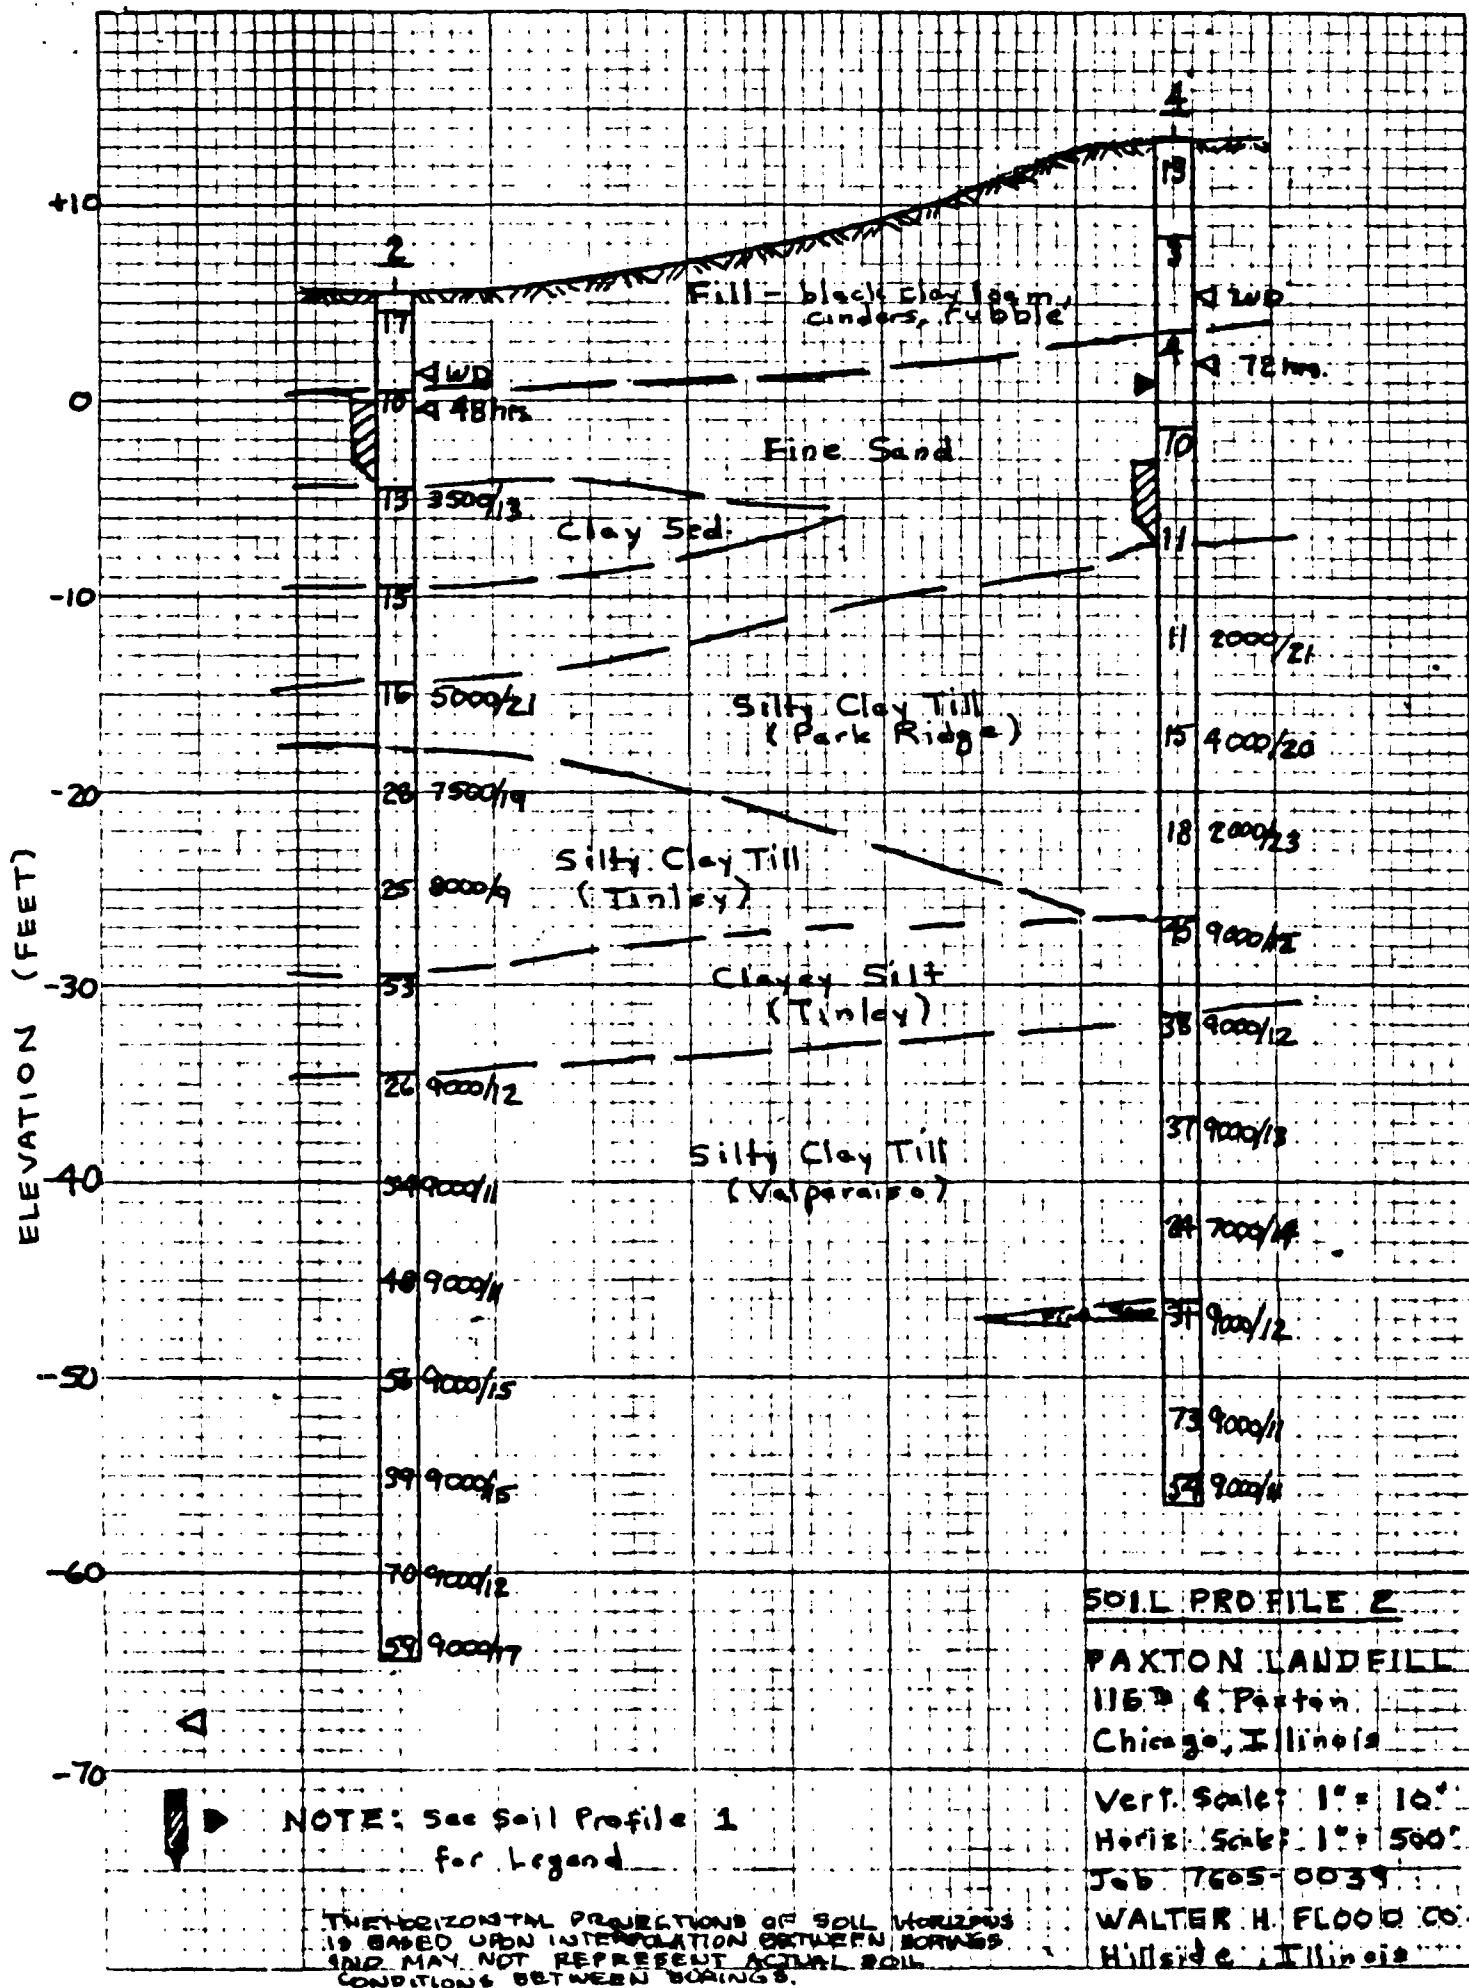 4
13
+10
2
3
Fill - black clay loam,
cinders, rubble
WD
17
WD
4
72 hrs.
0
10
48 hrs
Fine Sand
10
13
3500/13
Clay Sed.
11
-10
15
11
2000/21
16
5000/21
Silty Clay Till
(Park Ridge)
15
4000/20
-20
28
7500/19
18
2000/23
Silty Clay Till
(Tinley)
25
8000/9
45
9000/12
ELEVATION (FEET)
-30
53
Clayey Silt
(Tinley)
38
9000/12
26
9000/12
37
9000/13
Silty Clay Till
(Valparaiso)
-40
9000/11
7000/14
48
9000/11
9000/12
-50
56
9000/15
73
9000/11
39
9000/15
54
9000/11
-60
70
9000/12
59
9000/17
-70
SOIL PROFILE 2
PAXTON LANDFILL
116th & Paxton
Chicago, Illinois
Vert. Scale: 1" = 10'
Horiz. Scale: 1" = 500'
Job 7605-0039
WALTER H. FLOOD CO.
Hillside, Illinois
NOTE: See Soil Profile 1
for Legend
THE HORIZONTAL PROJECTIONS OF SOIL HORIZONS
IS BASED UPON INTERPOLATION BETWEEN BORINGS
AND MAY NOT REPRESENT ACTUAL SOIL
CONDITIONS BETWEEN BORINGS.